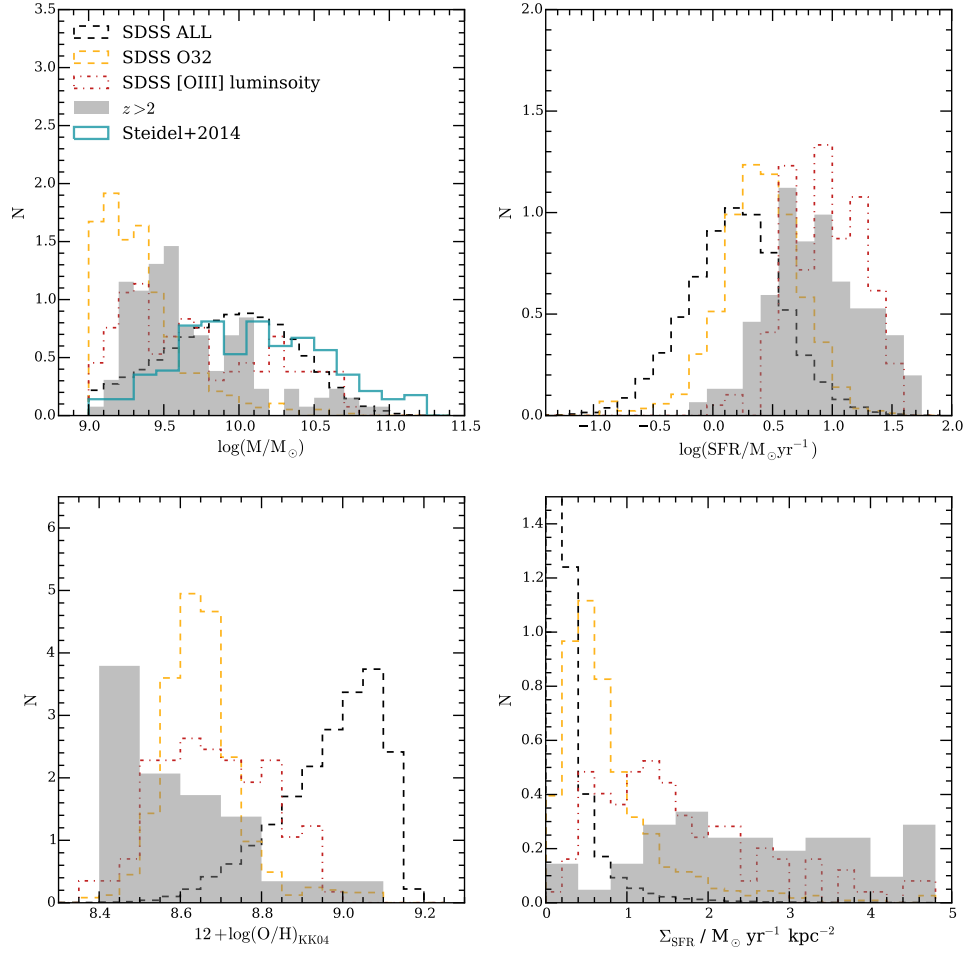 3.5
3.0
2.5
2.0
1.5
1.0
0.5
0.0
N
SDSS ALL
SDSS O32
SDSS [OIII] luminsoity
z > 2
Steidel+2014
9.0 9.5 10.0 10.5 11.0 11.5
log(M/M⊙)
2.0
1.5
1.0
0.5
0.0
N
−1.0 −0.5 0.0 0.5 1.0 1.5 2.0
log(SFR/M⊙yr⁻¹)
6
5
4
3
2
1
0
N
8.4 8.6 8.8 9.0 9.2
12+log(O/H)KK04
1.4
1.2
1.0
0.8
0.6
0.4
0.2
0.0
N
0 1 2 3 4 5
ΣSFR / M⊙ yr⁻¹ kpc⁻²